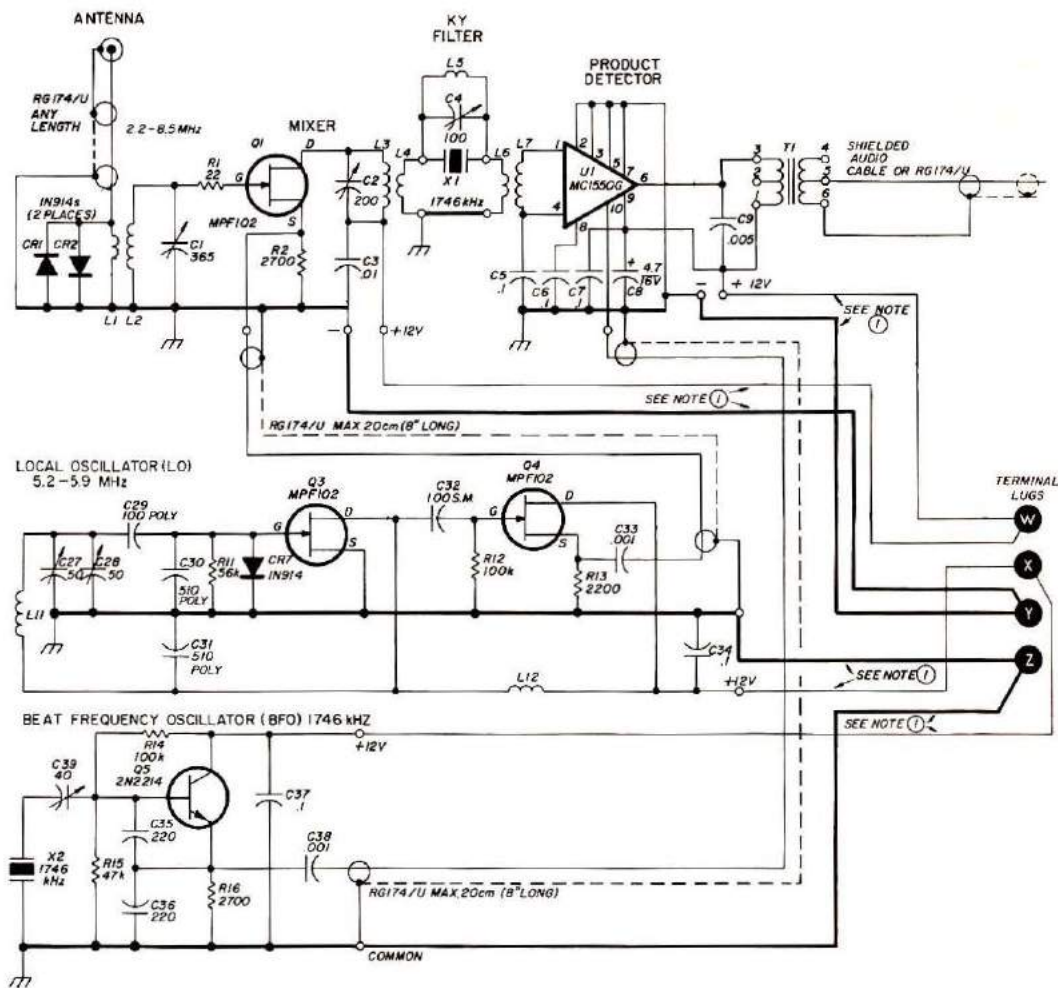 ANTENNA
KY
FILTER
L5
C4
100
X1
1746kHz
L4
L6
PRODUCT
DETECTOR
RG174/U
ANY
LENGTH
2.2-8.5MHz
MIXER
Q1
R1
22
G
D
S
MPF102
1N914s
(2 PLACES)
CR1
CR2
L1
L2
C1
365
R2
2700
L3
C2
200
C3
.01
L7
1
2
3
5
7
6
4
8
10
9
U1
MC1550G
C5
.1
C6
.1
C7
.1
+
4.7
16V
C8
C9
.005
3
2
1
T1
4
5
6
SHIELDED
AUDIO
CABLE OR RG174/U
-
+12V
-
+12V
SEE NOTE 1
SEE NOTE 1
RG174/U MAX 20cm (8" LONG)
LOCAL OSCILLATOR (LO)
5.2-5.9 MHz
C29
100 POLY
C27
50
C28
50
C30
510
POLY
R11
56k
CR7
1N914
Q3
MPF102
G
D
S
C32
100 S.M.
R12
100k
Q4
MPF102
G
D
S
C33
.001
R13
2200
L11
C31
510
POLY
L12
C34
.1
+12V
SEE NOTE 1
TERMINAL
LUGS
W
X
Y
Z
SEE NOTE 1
BEAT FREQUENCY OSCILLATOR (BFO) 1746 kHZ
R14
100k
+12V
Q5
2N2214
C39
40
C35
220
C37
.1
C38
.001
X2
1746
kHz
R15
47k
C36
220
R16
2700
RG174/U MAX. 20cm (8" LONG)
COMMON